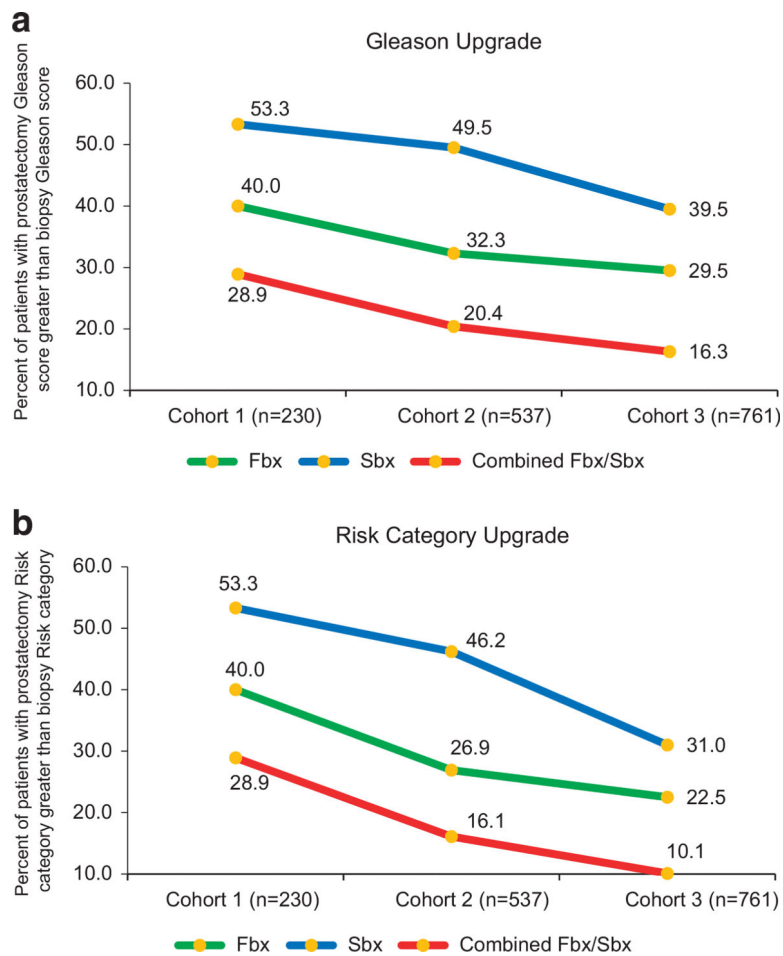 a
Gleason Upgrade
Percent of patients with prostatectomy Gleason
score greater than biopsy Gleason score
60.0
50.0
40.0
30.0
20.0
10.0
53.3
49.5
39.5
40.0
32.3
29.5
28.9
20.4
16.3
Cohort 1 (n=230)
Cohort 2 (n=537)
Cohort 3 (n=761)
Fbx
Sbx
Combined Fbx/Sbx
b
Risk Category Upgrade
Percent of patients with prostatectomy Risk
category greater than biopsy Risk category
60.0
50.0
40.0
30.0
20.0
10.0
53.3
46.2
31.0
40.0
26.9
22.5
28.9
16.1
10.1
Cohort 1 (n=230)
Cohort 2 (n=537)
Cohort 3 (n=761)
Fbx
Sbx
Combined Fbx/Sbx